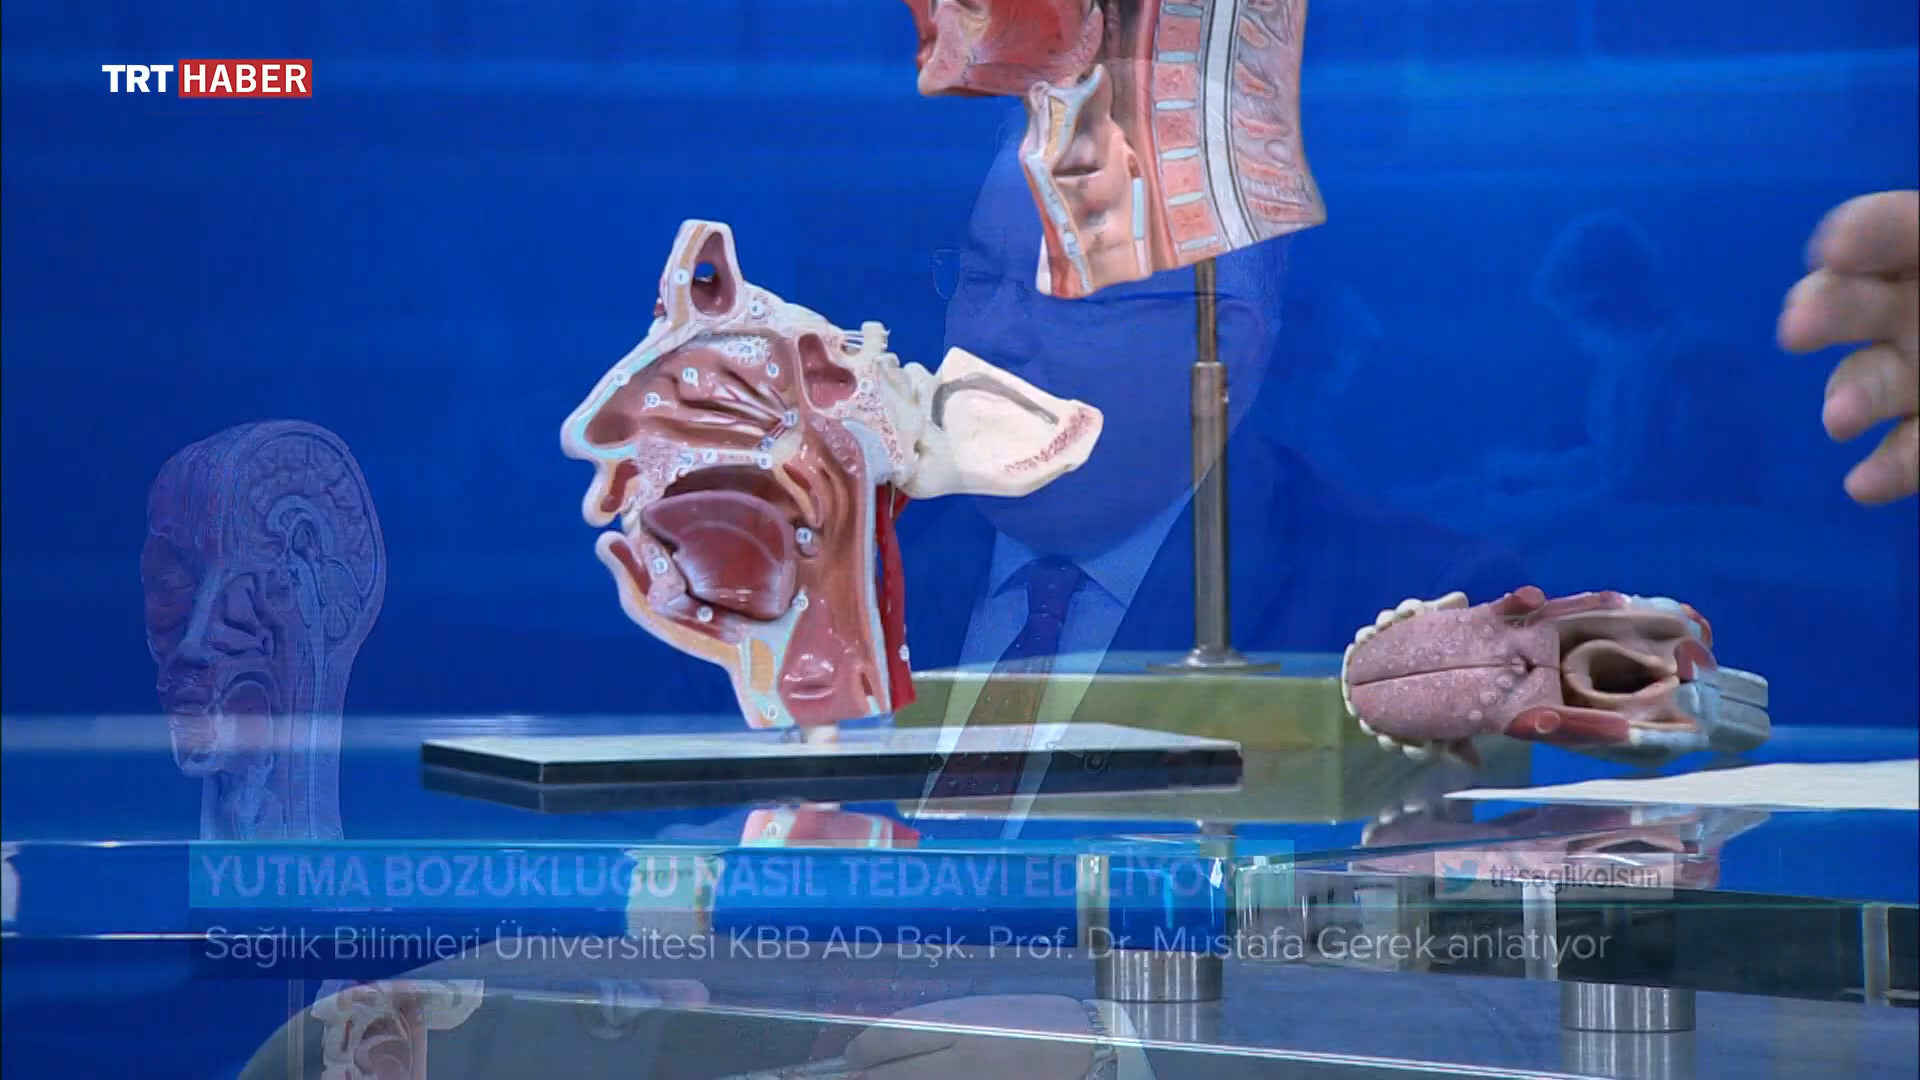 TRT HABER
YUTMA BOZUKLUĞU NASIL TEDAVİ EDİLİYOR
trtsaglikolsun
Sağlık Bilimleri Üniversitesi KBB AD Bşk. Prof. Dr. Mustafa Gerek anlatıyor